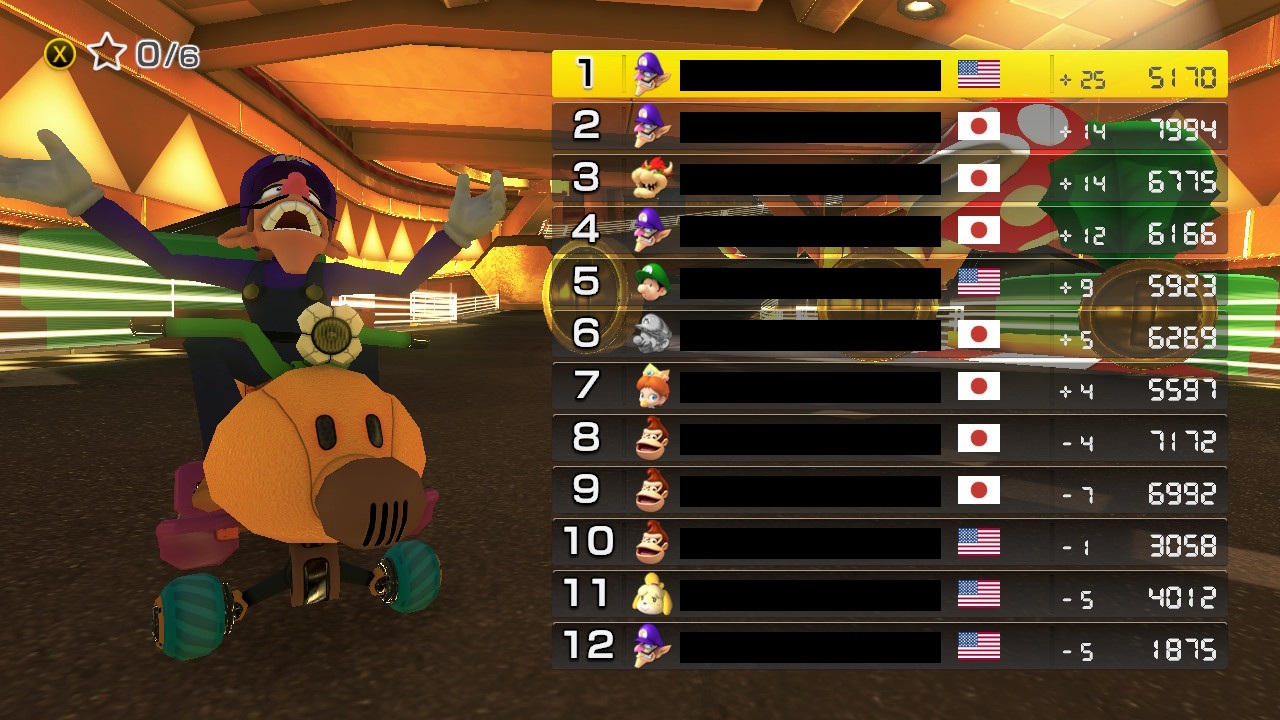 X 0/6
1 + 25 5170
2 + 14 7994
3 + 14 6775
4 + 12 6166
5 + 9 5923
6 + 5 6269
7 + 4 5597
8 - 4 7172
9 - 7 6992
10 - 1 3058
11 - 5 4012
12 - 5 1875